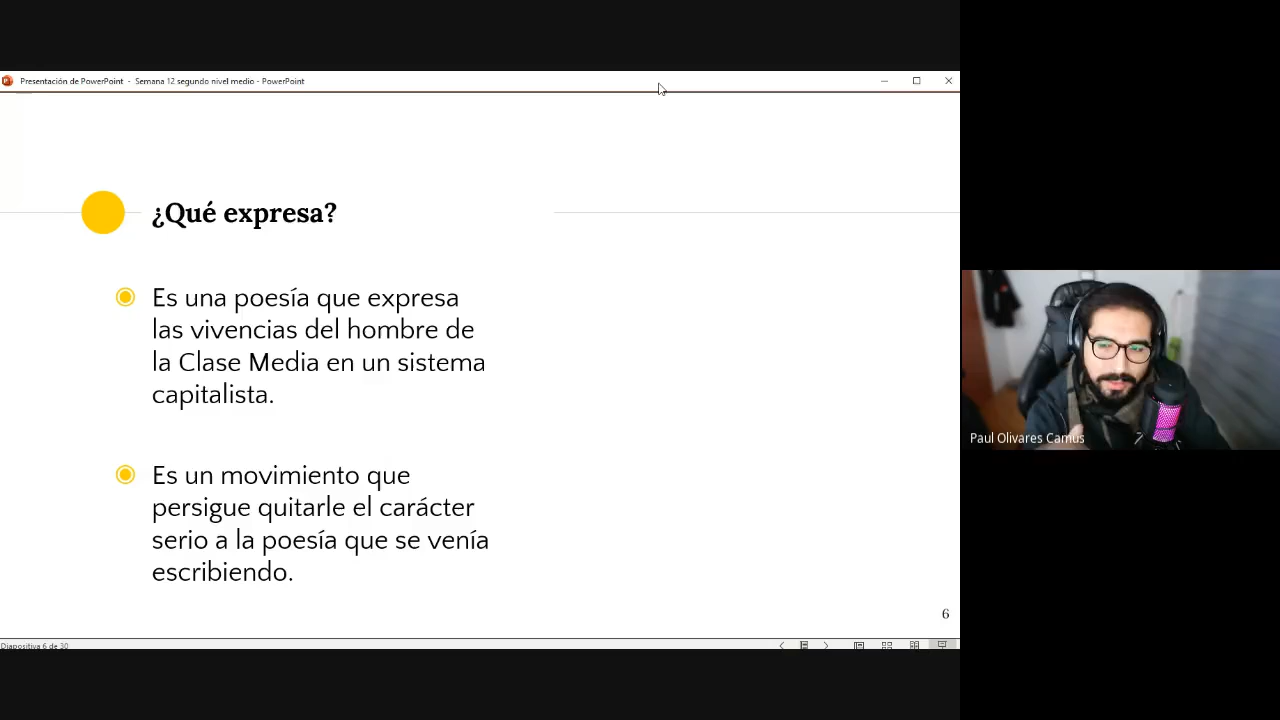 Presentación de PowerPoint - Semana 12 segundo nivel medio - PowerPoint
¿Qué expresa?
Es una poesía que expresa
las vivencias del hombre de
la Clase Media en un sistema
capitalista.
Es un movimiento que
persigue quitarle el carácter
serio a la poesía que se venía
escribiendo.
6
Diapositiva 6 de 30
Paul Olivares Camus